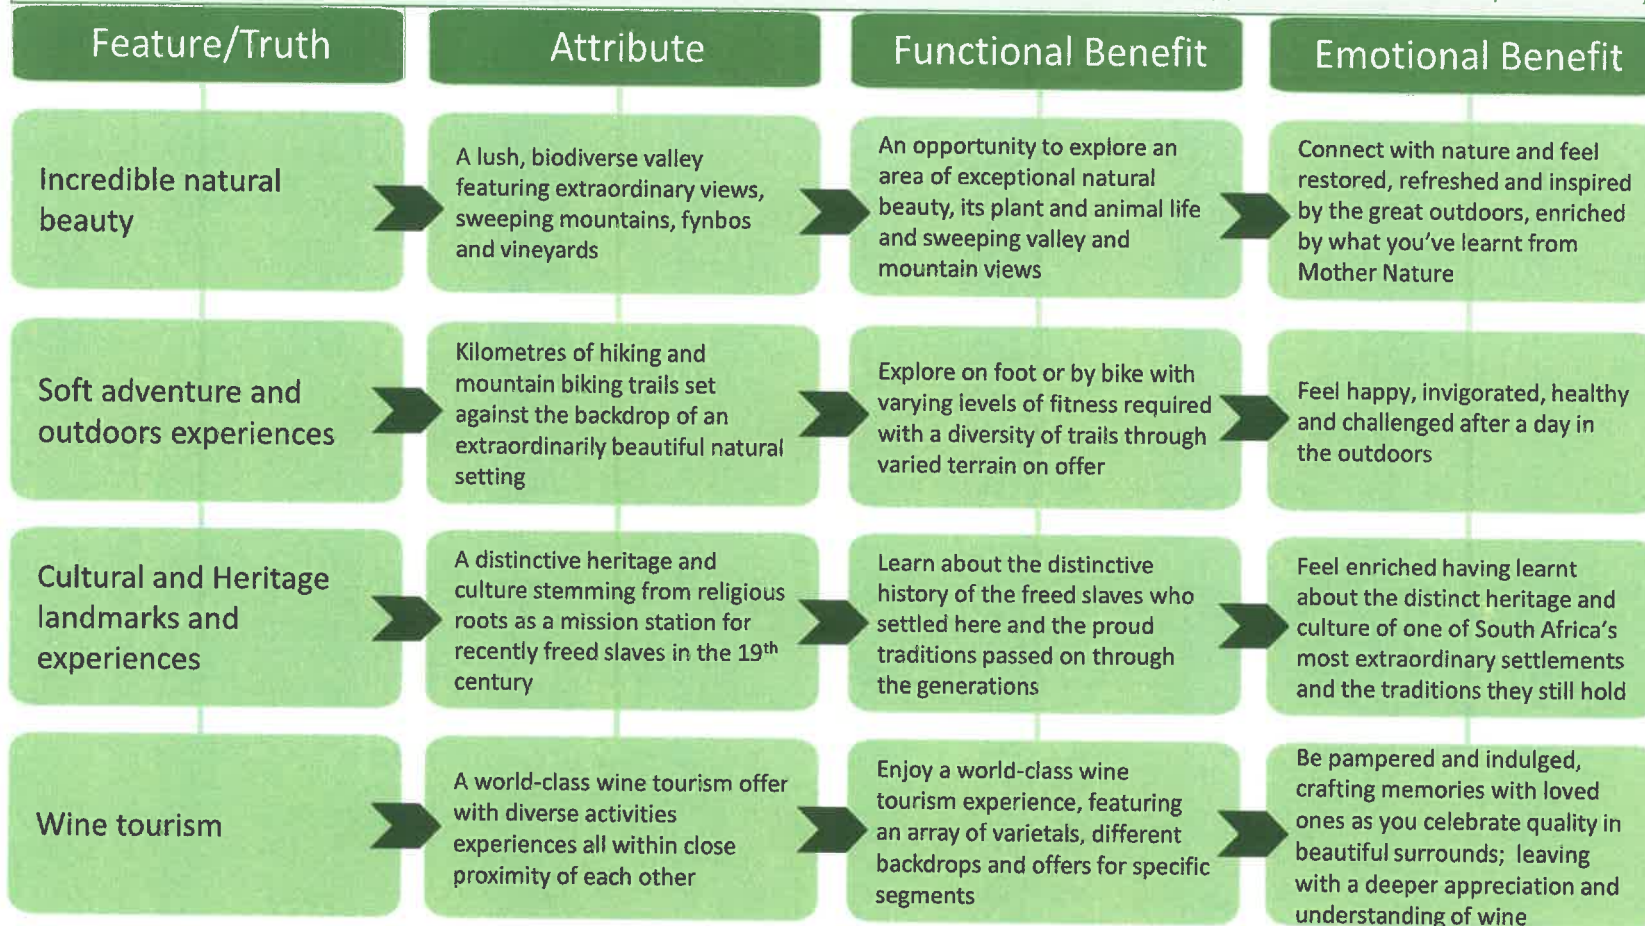 Feature/Truth
Attribute
Functional Benefit
Emotional Benefit
Incredible natural
beauty
A lush, biodiverse valley
featuring extraordinary views,
sweeping mountains, fynbos
and vineyards
An opportunity to explore an
area of exceptional natural
beauty, its plant and animal life
and sweeping valley and
mountain views
Connect with nature and feel
restored, refreshed and inspired
by the great outdoors, enriched
by what you've learnt from
Mother Nature
Soft adventure and
outdoors experiences
Kilometres of hiking and
mountain biking trails set
against the backdrop of an
extraordinarily beautiful natural
setting
Explore on foot or by bike with
varying levels of fitness required
with a diversity of trails through
varied terrain on offer
Feel happy, invigorated, healthy
and challenged after a day in
the outdoors
Cultural and Heritage
landmarks and
experiences
A distinctive heritage and
culture stemming from religious
roots as a mission station for
recently freed slaves in the 19th
century
Learn about the distinctive
history of the freed slaves who
settled here and the proud
traditions passed on through
the generations
Feel enriched having learnt
about the distinct heritage and
culture of one of South Africa's
most extraordinary settlements
and the traditions they still hold
Wine tourism
A world-class wine tourism offer
with diverse activities
experiences all within close
proximity of each other
Enjoy a world-class wine
tourism experience, featuring
an array of varietals, different
backdrops and offers for specific
segments
Be pampered and indulged,
crafting memories with loved
ones as you celebrate quality in
beautiful surrounds; leaving
with a deeper appreciation and
understanding of wine